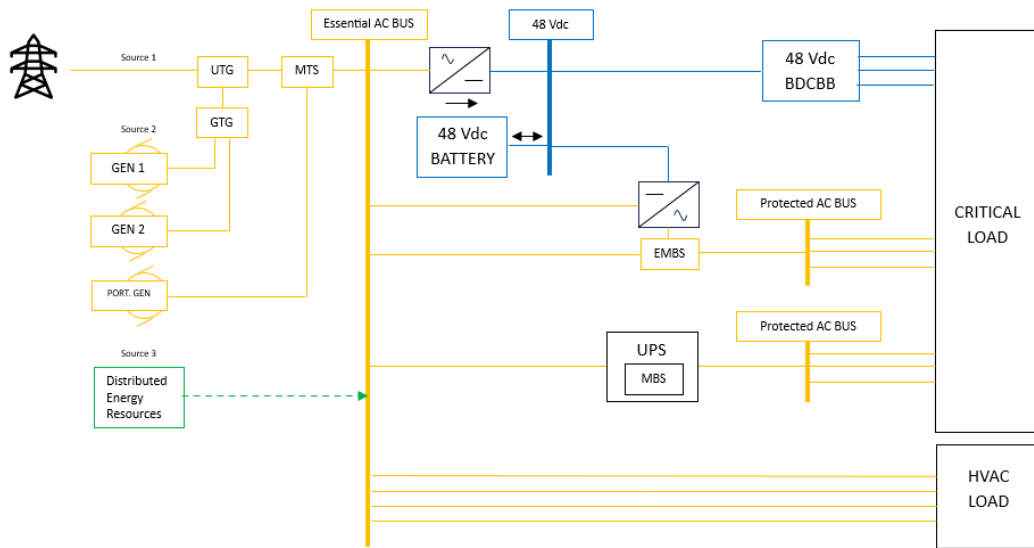 Essential AC BUS
48 Vdc
Source 1
UTG
MTS
48 Vdc
BDCBB
GTG
Source 2
48 Vdc
BATTERY
GEN 1
GEN 2
PORT. GEN
Protected AC BUS
EMBS
CRITICAL
LOAD
Protected AC BUS
UPS
MBS
Source 3
Distributed
Energy
Resources
HVAC
LOAD